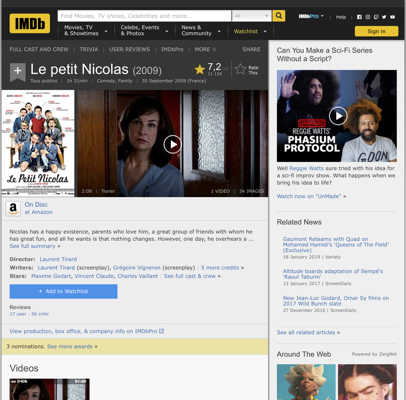 IMDb
Find Movies, TV shows, Celebrities and more...
All
IMDbPro
Help
Movies, TV & Showtimes
Celebs, Events & Photos
News & Community
Watchlist
Sign in
FULL CAST AND CREW | TRIVIA | USER REVIEWS | IMDbPro | MORE
SHARE
Le petit Nicolas (2009)
7,2
Rate This
Tous publics | 1h 31min | Comedy, Family | 30 September 2009 (France)
Le Petit Nicolas
2:08 | Trailer
1 VIDEO | 34 IMAGES
On Disc
at Amazon
Nicolas has a happy existence, parents who love him, a great group of friends with whom he
has great fun, and all he wants is that nothing changes. However, one day, he overhears a ...
See full summary »
Director: Laurent Tirard
Writers: Laurent Tirard (screenplay), Grégoire Vigneron (screenplay) | 5 more credits »
Stars: Maxime Godart, Vincent Claude, Charles Vaillant | See full cast & crew »
+ Add to Watchlist
Reviews
17 user | 50 critic
View production, box office, & company info on IMDbPro
3 nominations. See more awards »
Videos
Can You Make a Sci-Fi Series
Without a Script?
REGGIE WATTS'
PHASIUM
PROTOCOL
Well Reggie Watts sure tried with his idea for
a sci-fi improv show. What happens when we
bring his idea to life?
Watch now on "UnMade" »
Related News
Gaumont Reteams with Quad on
Mohamed Hamidi's 'Queens of The Field'
(Exclusive)
18 January 2019 | Variety
Altitude boards adaptation of Sempé's
'Raoul Taburin'
13 January 2017 | ScreenDaily
New Jean-Luc Godard, Omar Sy films on
2017 Wild Bunch slate
27 December 2016 | ScreenDaily
See all related articles »
Around The Web
Powered by ZergNet